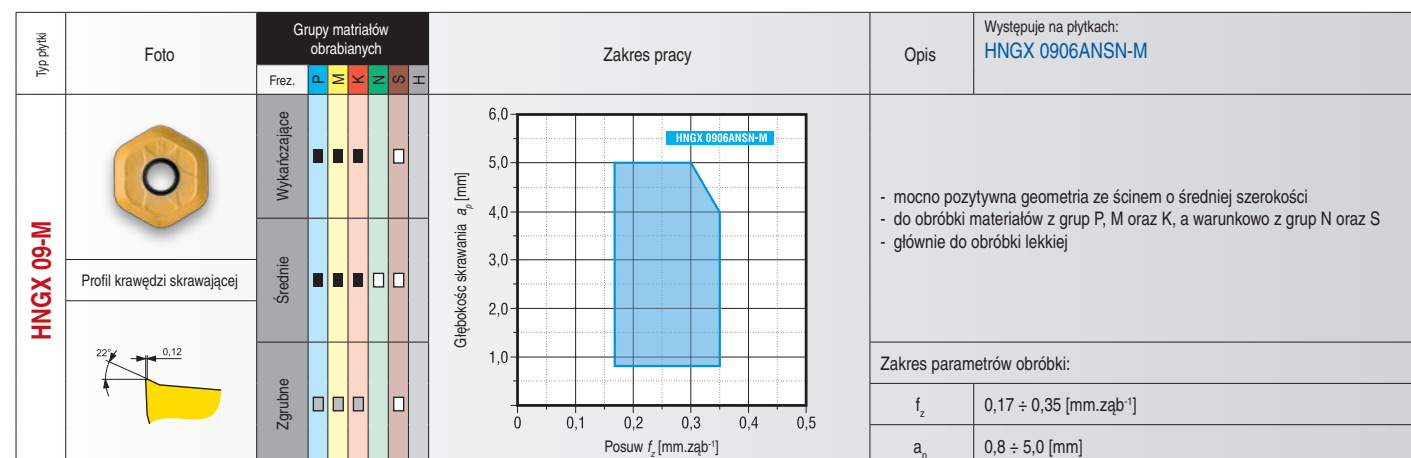 Typ płytki
Foto
Grupy matriałów
obrabianych
Frez.
P
M
K
N
S
H
Zakres pracy
Opis
Występuje na płytkach:
HNGX 0906ANSN-M
HNGX 09-M
Profil krawędzi skrawającej
22°
0,12
Wykańczające
Średnie
Zgrubne
Głębokośc skrawania ap [mm]
6,0
5,0
4,0
3,0
2,0
1,0
HNGX 0906ANSN-M
0
0,1
0,2
0,3
0,4
0,5
Posuw fz [mm.ząb-1]
- mocno pozytywna geometria ze ścinem o średniej szerokości
- do obróbki materiałów z grup P, M oraz K, a warunkowo z grup N oraz S
- głównie do obróbki lekkiej
Zakres parametrów obróbki:
fz
0,17 ÷ 0,35 [mm.ząb-1]
ap
0,8 ÷ 5,0 [mm]